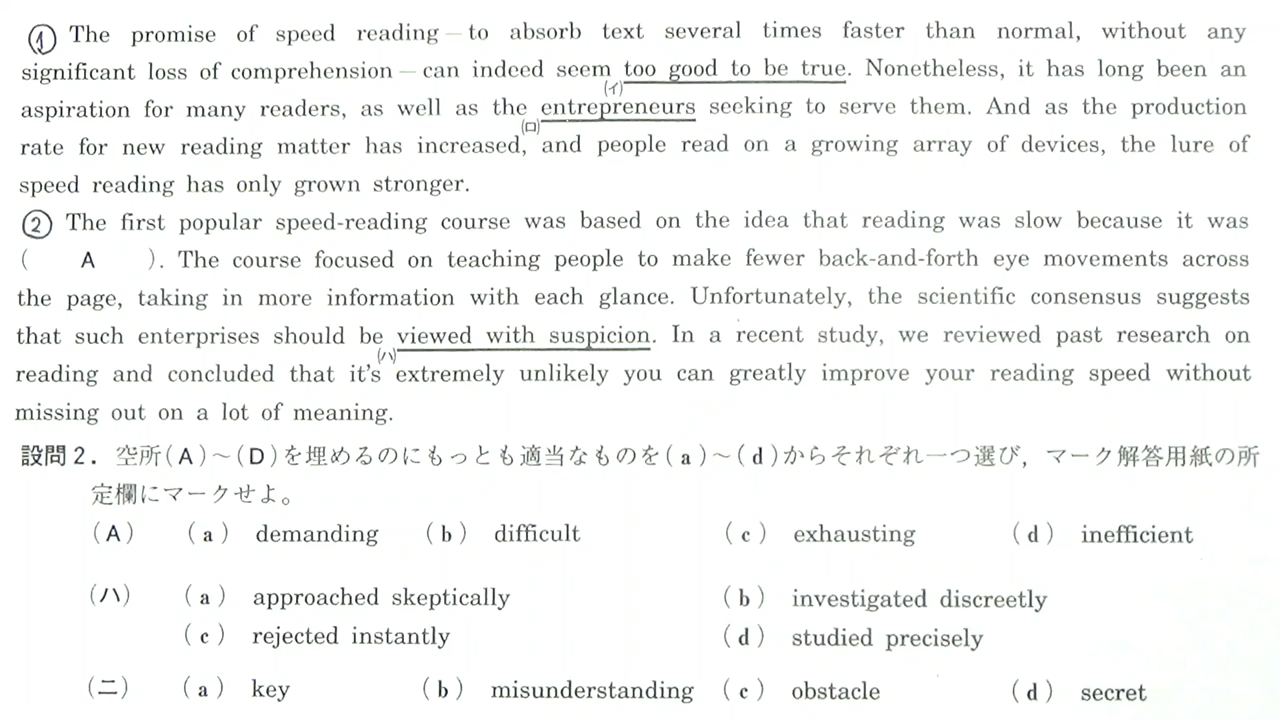 ① The promise of speed reading — to absorb text several times faster than normal, without any
significant loss of comprehension — can indeed seem too good to be true. Nonetheless, it has long been an
(イ)
aspiration for many readers, as well as the entrepreneurs seeking to serve them. And as the production
(ロ)
rate for new reading matter has increased, and people read on a growing array of devices, the lure of
speed reading has only grown stronger.
② The first popular speed-reading course was based on the idea that reading was slow because it was
( A ). The course focused on teaching people to make fewer back-and-forth eye movements across
the page, taking in more information with each glance. Unfortunately, the scientific consensus suggests
that such enterprises should be viewed with suspicion. In a recent study, we reviewed past research on
(ハ)
reading and concluded that it's extremely unlikely you can greatly improve your reading speed without
missing out on a lot of meaning.
設問2. 空所(A)～(D)を埋めるのにもっとも適当なものを(a)～(d)からそれぞれ一つ選び，マーク解答用紙の所
定欄にマークせよ。
(A) (a) demanding (b) difficult (c) exhausting (d) inefficient
(ハ) (a) approached skeptically (b) investigated discreetly
(c) rejected instantly (d) studied precisely
(ニ) (a) key (b) misunderstanding (c) obstacle (d) secret